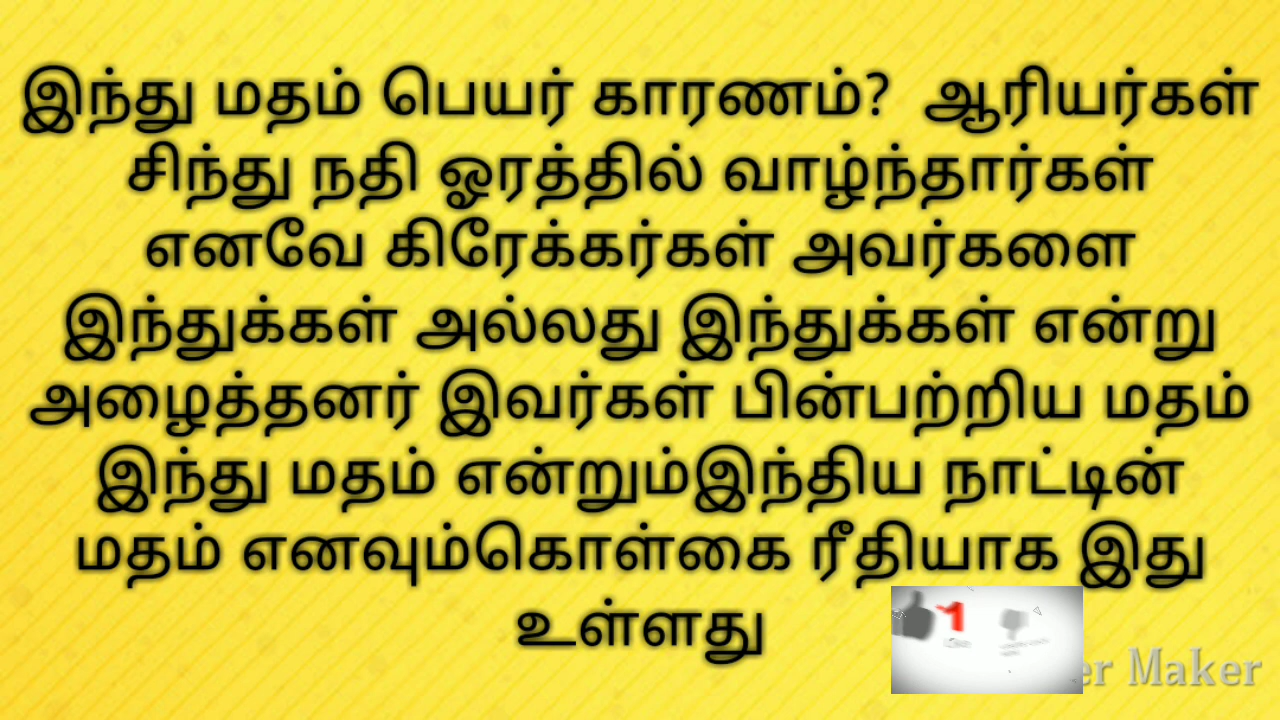 இந்து மதம் பெயர் காரணம்? ஆரியர்கள்
சிந்து நதி ஓரத்தில் வாழ்ந்தார்கள்
எனவே கிரேக்கர்கள் அவர்களை
இந்துக்கள் அல்லது இந்துக்கள் என்று
அழைத்தனர் இவர்கள் பின்பற்றிய மதம்
இந்து மதம் என்றும்இந்திய நாட்டின்
மதம் எனவும்கொள்கை ரீதியாக இது
உள்ளது
1
er Maker